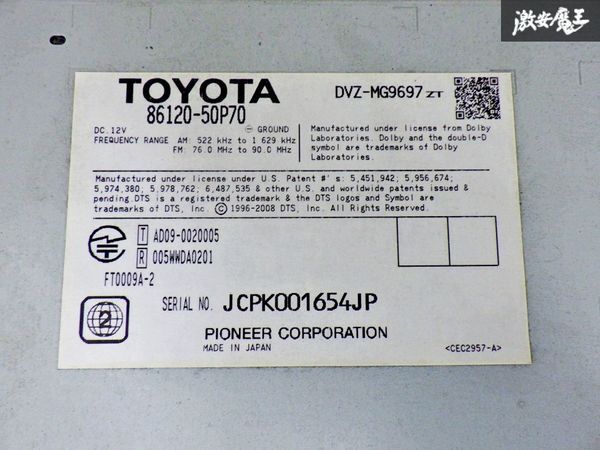 激安魔王
TOYOTA
DVZ-MG9697 ZT
86120-50P70
DC.12V
⊖ GROUND
FREQUENCY RANGE AM: 522 kHz to 1 629 kHz
FM: 76.0 MHz to 90.0 MHz
Manufactured under license from Dolby
Laboratories. Dolby and the double-D
symbol are trademarks of Dolby
Laboratories.
Manufactured under license under U.S. Patent #'s: 5,451,942; 5,956,674;
5,974,380; 5,978,762; 6,487,535 & other U.S. and worldwide patents issued &
pending.DTS is a registered trademark & the DTS logos and Symbol are
trademarks of DTS, Inc. © 1996-2008 DTS, Inc. All Rights Reserved.
T AD09-0020005
R 005WWDA0201
FT0009A-2
2
SERIAL NO. JCPK001654JP
PIONEER CORPORATION
MADE IN JAPAN
<CEC2957-A>